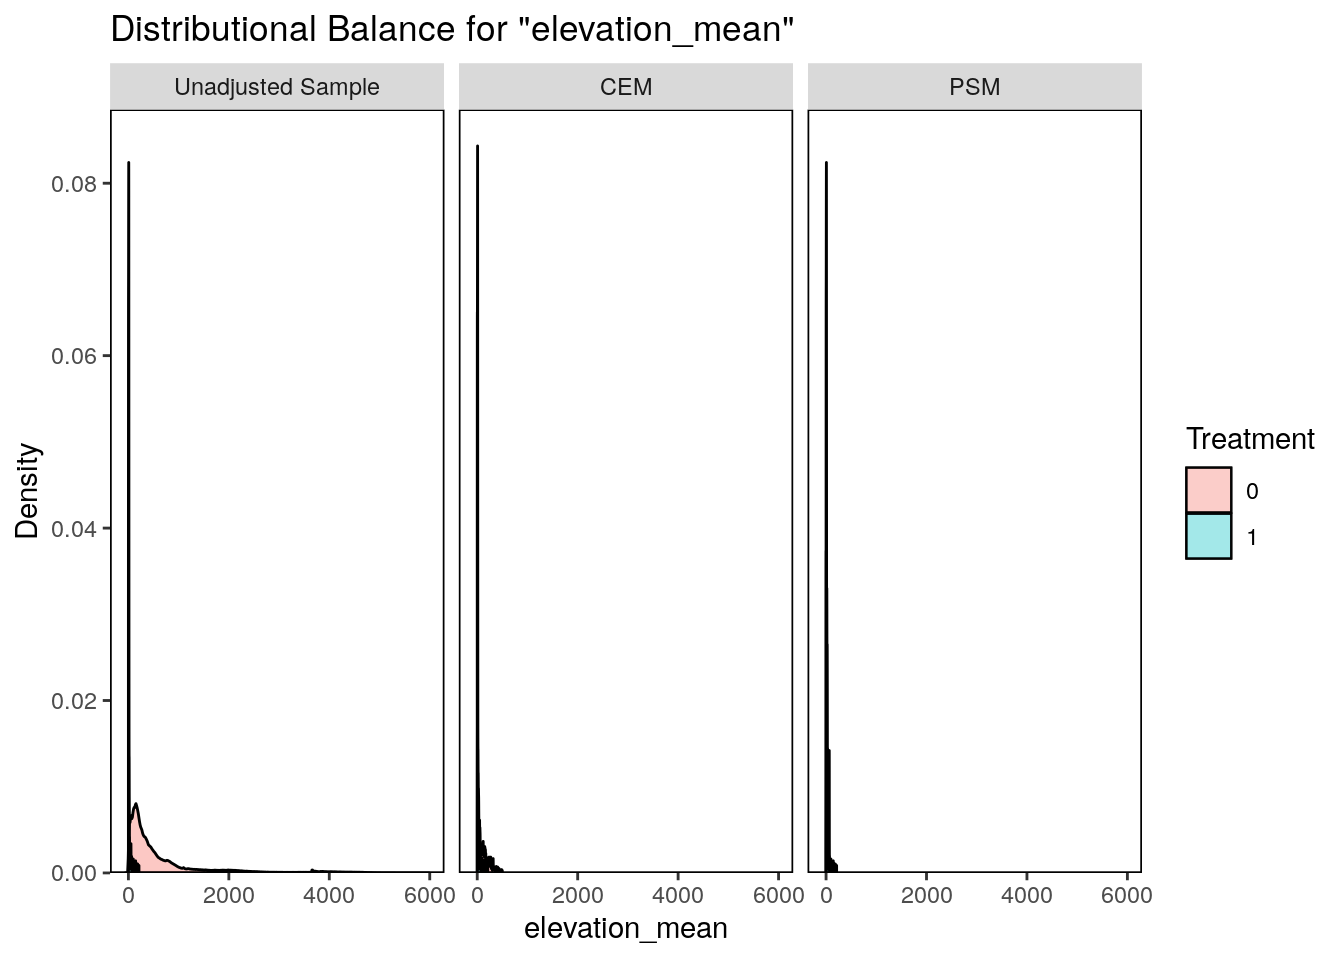 Distributional Balance for "elevation_mean"
Unadjusted Sample
CEM
PSM
Density
0.08
0.06
0.04
0.02
0.00
0 2000 4000 6000
0 2000 4000 6000
0 2000 4000 6000
elevation_mean
Treatment
0
1